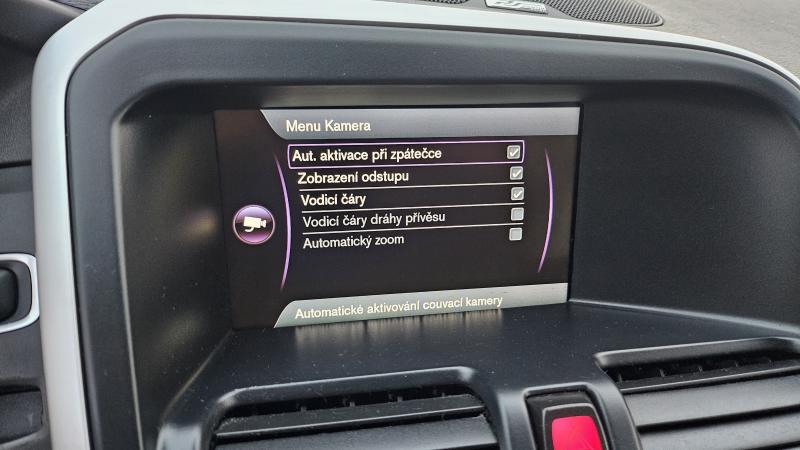 Menu Kamera
Aut. aktivace při zpátečce
Zobrazení odstupu
Vodicí čáry
Vodicí čáry dráhy přívěsu
Automatický zoom
Automatické aktivování couvací kamery